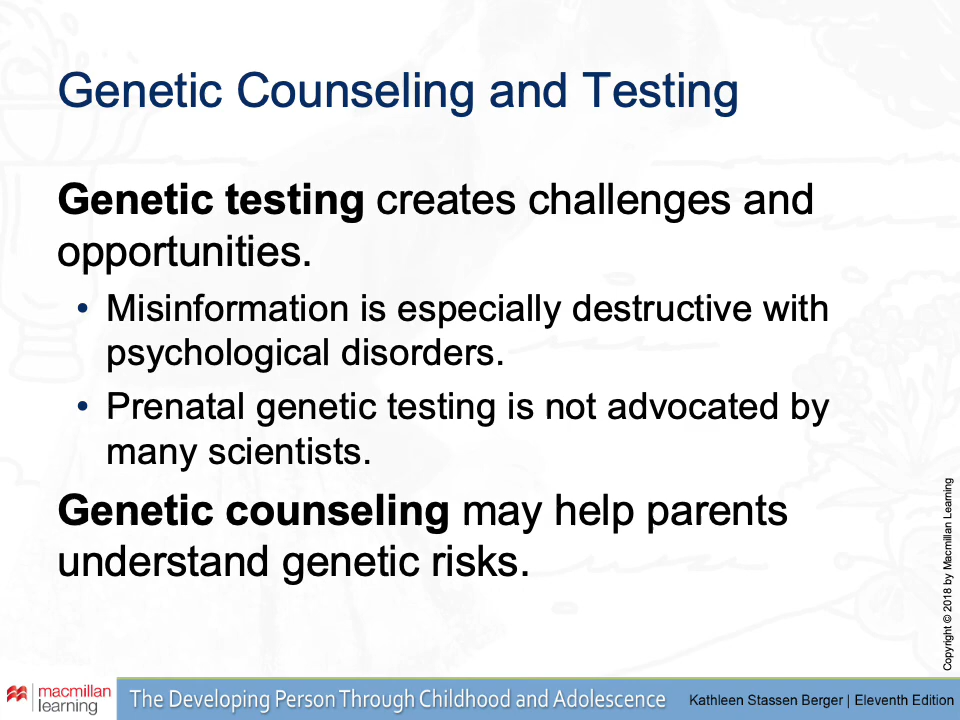 Genetic Counseling and Testing
Genetic testing creates challenges and
opportunities.
• Misinformation is especially destructive with
psychological disorders.
• Prenatal genetic testing is not advocated by
many scientists.
Genetic counseling may help parents
understand genetic risks.
Copyright © 2018 by Macmillan Learning
macmillan
learning
The Developing Person Through Childhood and Adolescence
Kathleen Stassen Berger | Eleventh Edition